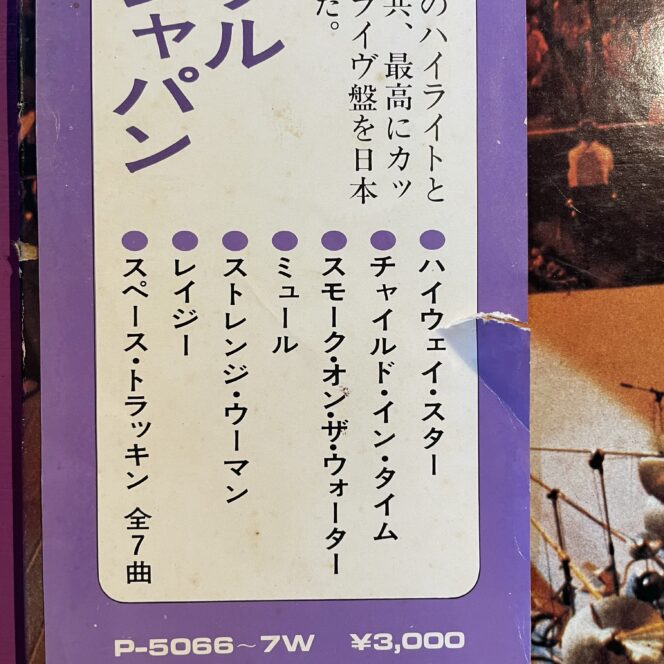 のハイライトと
共、最高にカッ
ライヴ盤を日本
た。
ル
ャパン
●ハイウェイ・スター
●チャイルド・イン・タイム
●スモーク・オン・ザ・ウォーター
●ミュール
●ストレンジ・ウーマン
●レイジー
●スペース・トラッキン 全7曲
P-5066~7W ¥3,000